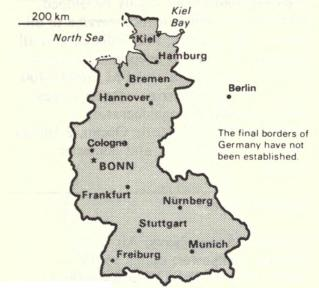 200 km
Kiel
Bay
North Sea
Kiel
Hamburg
Bremen
Hannover
Berlin
The final borders of
Germany have not
been established.
Cologne
BONN
Frankfurt
Nurnberg
Stuttgart
Munich
Freiburg